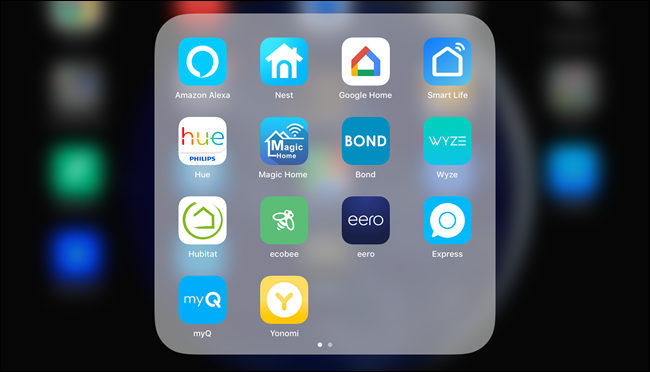 Amazon Alexa
Nest
Google Home
Smart Life
hue
PHILIPS
Magic
Home
BOND
WYZE
Hue
Magic Home
Bond
Wyze
eero
Hubitat
ecobee
eero
Express
myQ
Y
myQ
Yonomi